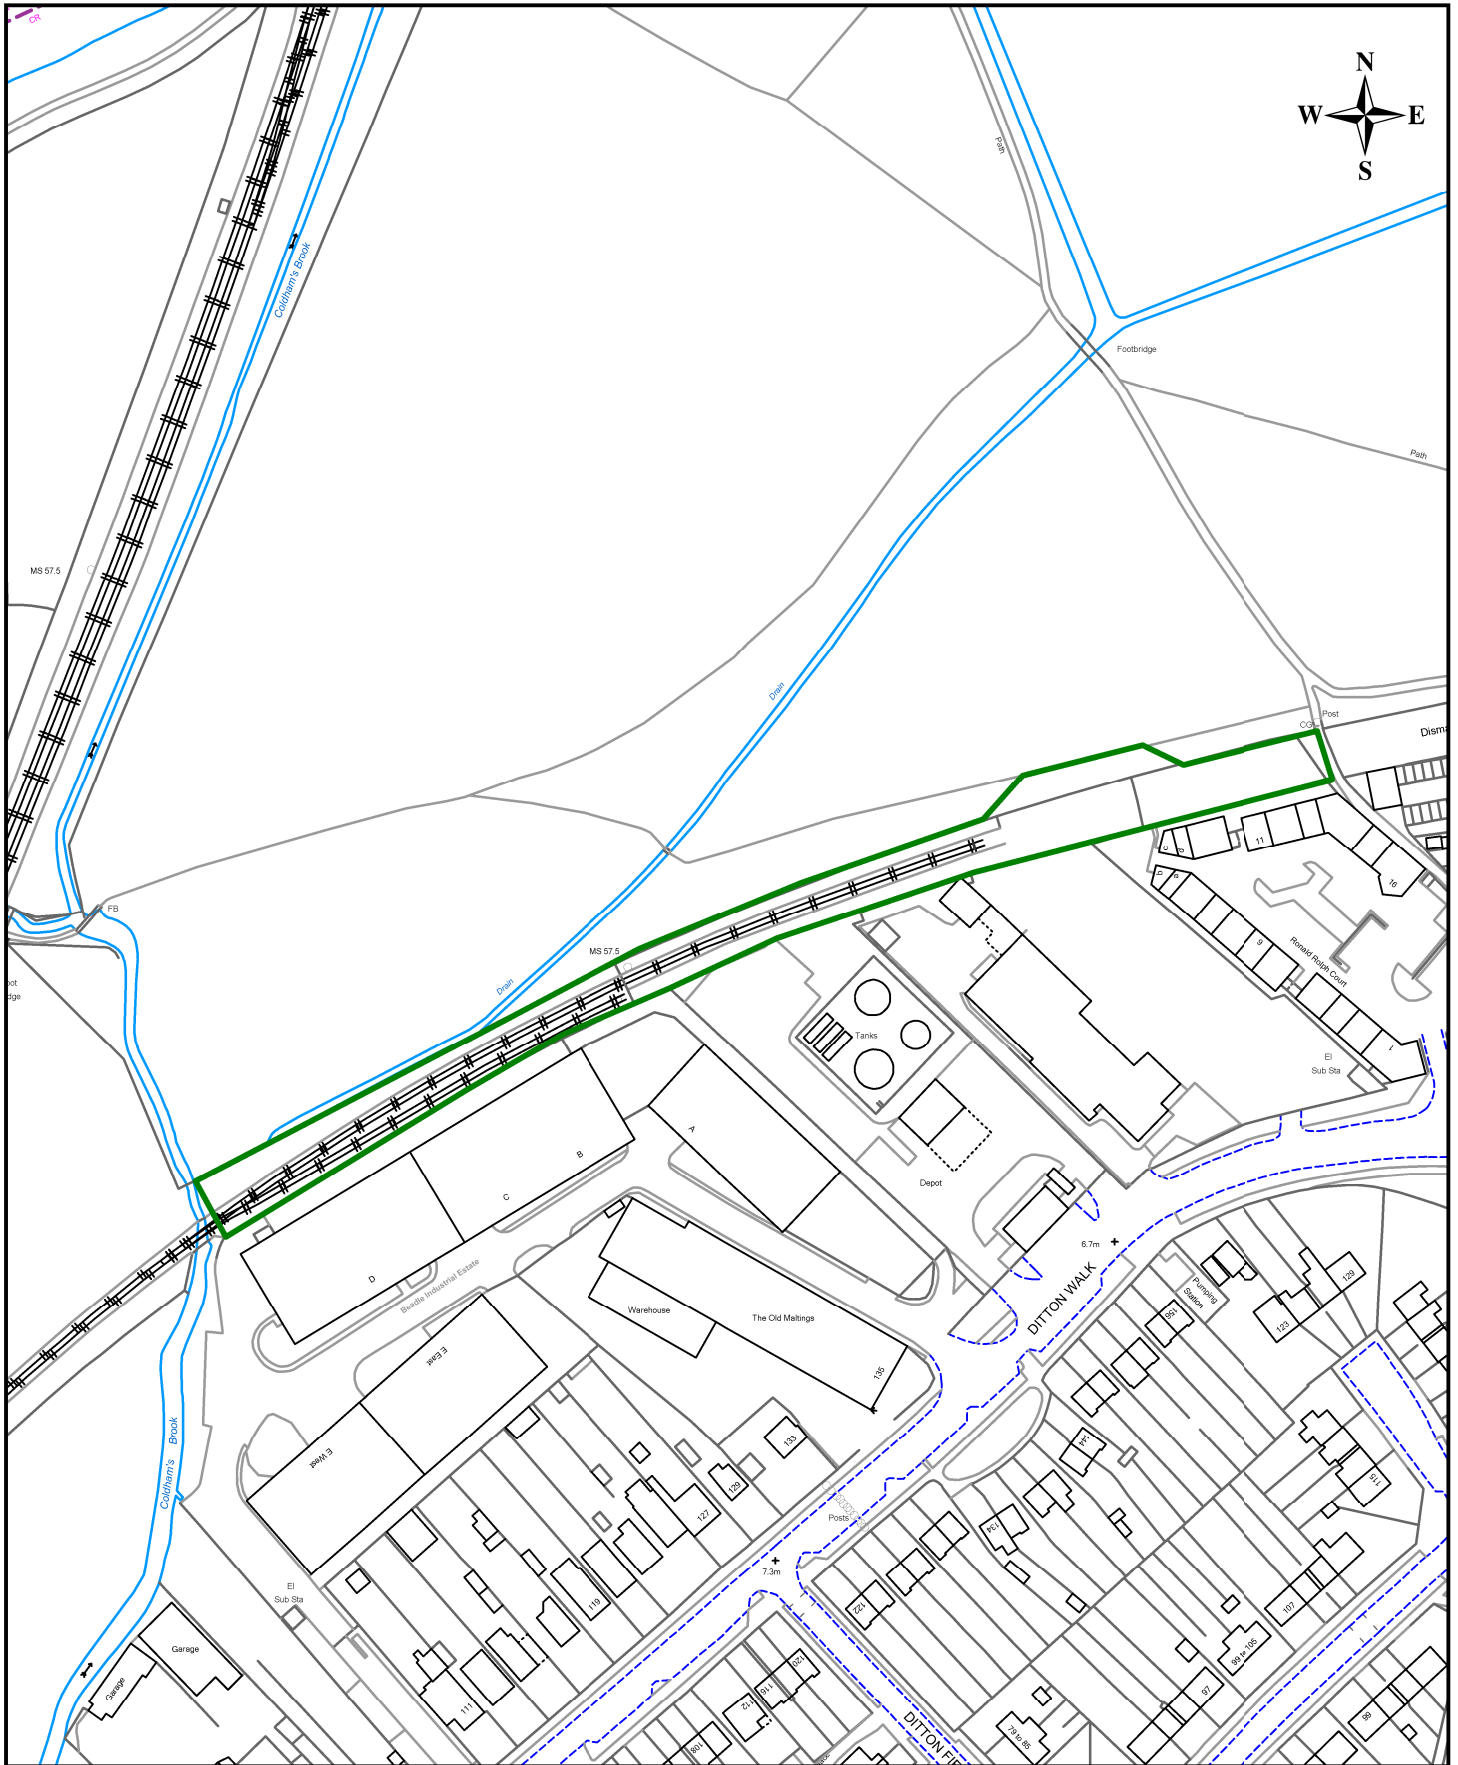 CR
N
W E
S
Path
Coldham's Brook
Footbridge
Path
MS 57.5
Drain
Post
CG
c
d
11
b
a
16
FB
9
Ronald Rolph Court
MS 57.5
Drain
Tanks
1
El
Sub Sta
A
B
C
D
Depot
6.7m
Beadle Industrial Estate
DITTON WALK
Pumping
Station
129
123
156
Warehouse
The Old Maltings
135
E East
E West
133
144
115
129
127
134
Posts
Coldham's Brook
7.3m
119
122
107
El
Sub Sta
Garage
Garage
99 to 105
97
111
120
116
112
108
79 to 85
99